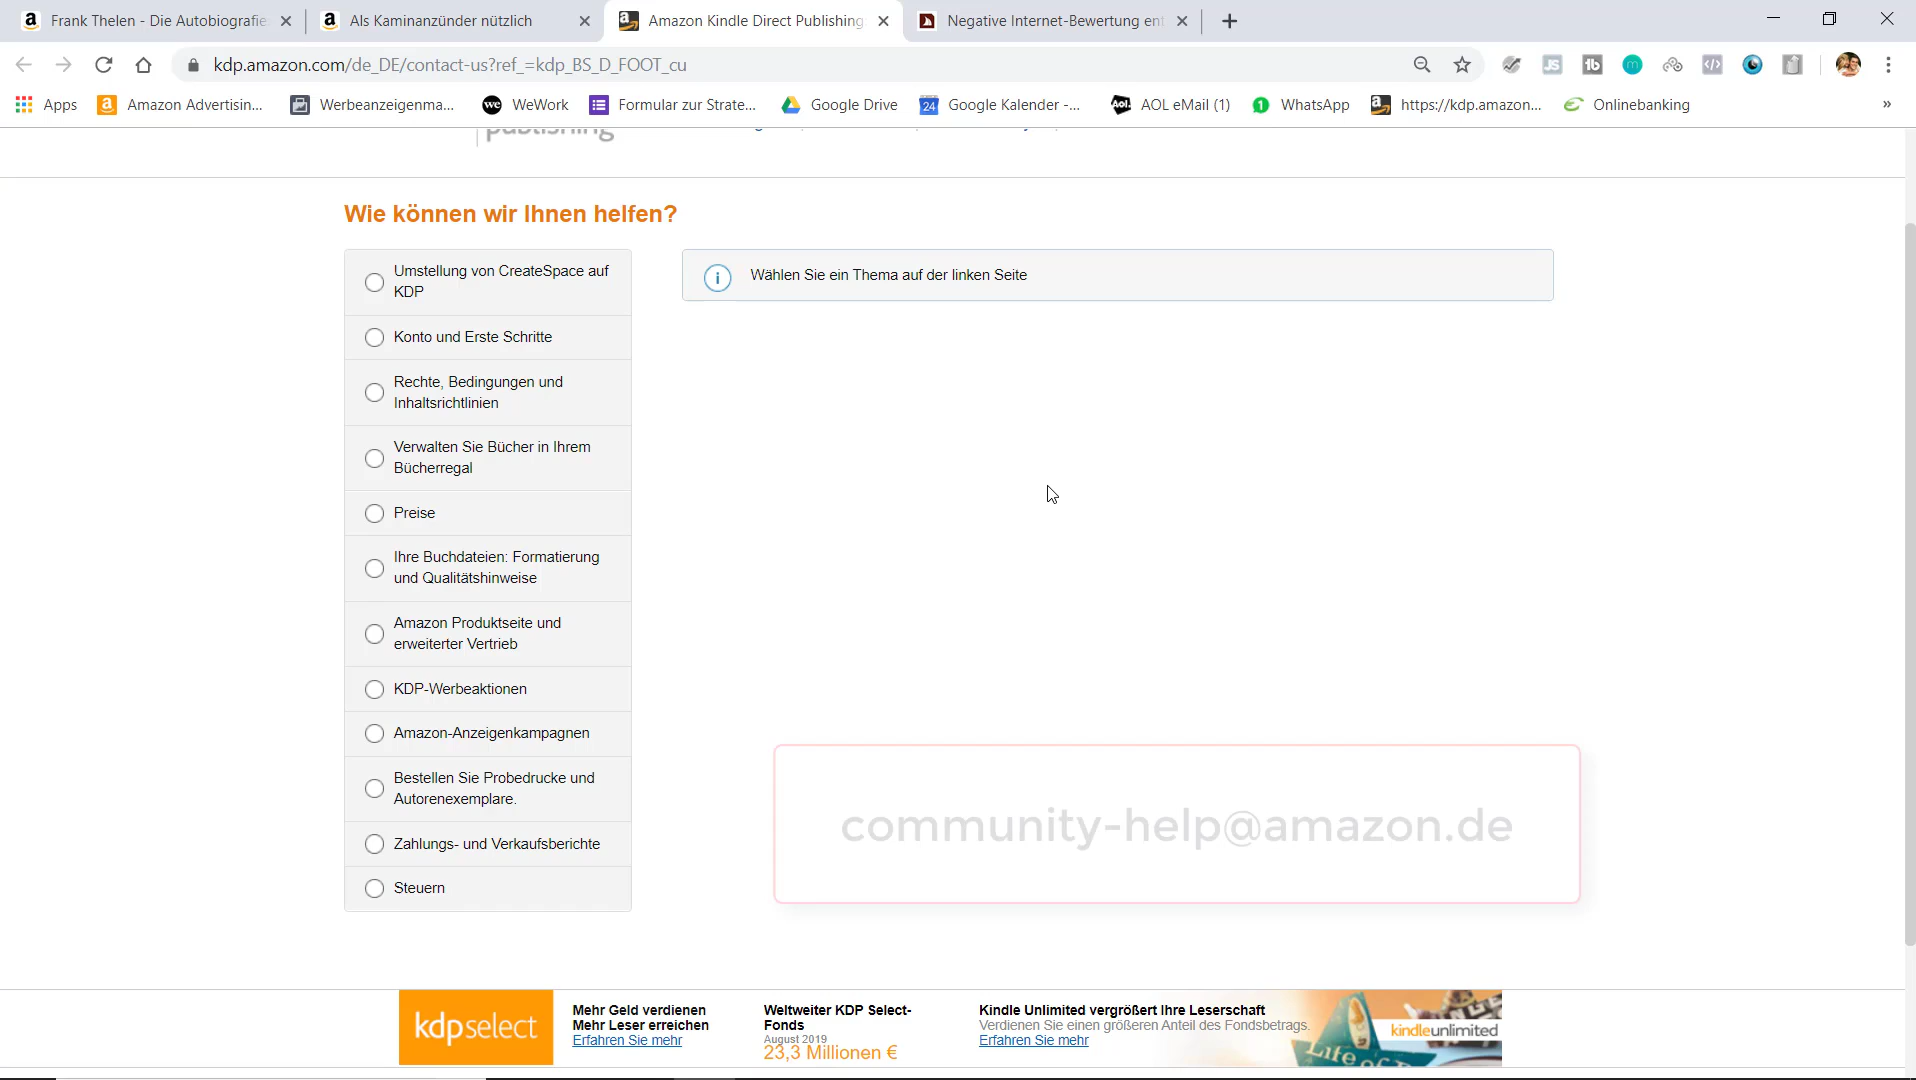 Frank Thelen - Die Autobiografie
Als Kaminanzünder nützlich
Amazon Kindle Direct Publishing
Negative Internet-Bewertung ent
kdp.amazon.com/de_DE/contact-us?ref_=kdp_BS_D_FOOT_cu
Apps
Amazon Advertisin...
Werbeanzeigenma...
WeWork
Formular zur Strate...
Google Drive
Google Kalender -...
AOL eMail (1)
WhatsApp
https://kdp.amazon...
Onlinebanking
publishing
Wie können wir Ihnen helfen?
Umstellung von CreateSpace auf
KDP
Wählen Sie ein Thema auf der linken Seite
Konto und Erste Schritte
Rechte, Bedingungen und
Inhaltsrichtlinien
Verwalten Sie Bücher in Ihrem
Bücherregal
Preise
Ihre Buchdateien: Formatierung
und Qualitätshinweise
Amazon Produktseite und
erweiterter Vertrieb
KDP-Werbeaktionen
Amazon-Anzeigenkampagnen
Bestellen Sie Probedrucke und
Autorenexemplare.
Zahlungs- und Verkaufsberichte
Steuern
community-help@amazon.de
kdpselect
Mehr Geld verdienen
Mehr Leser erreichen
Erfahren Sie mehr
Weltweiter KDP Select-
Fonds
August 2019
23,3 Millionen €
Kindle Unlimited vergrößert Ihre Leserschaft
Verdienen Sie einen größeren Anteil des Fondsbetrags.
Erfahren Sie mehr
kindleunlimited
Life of